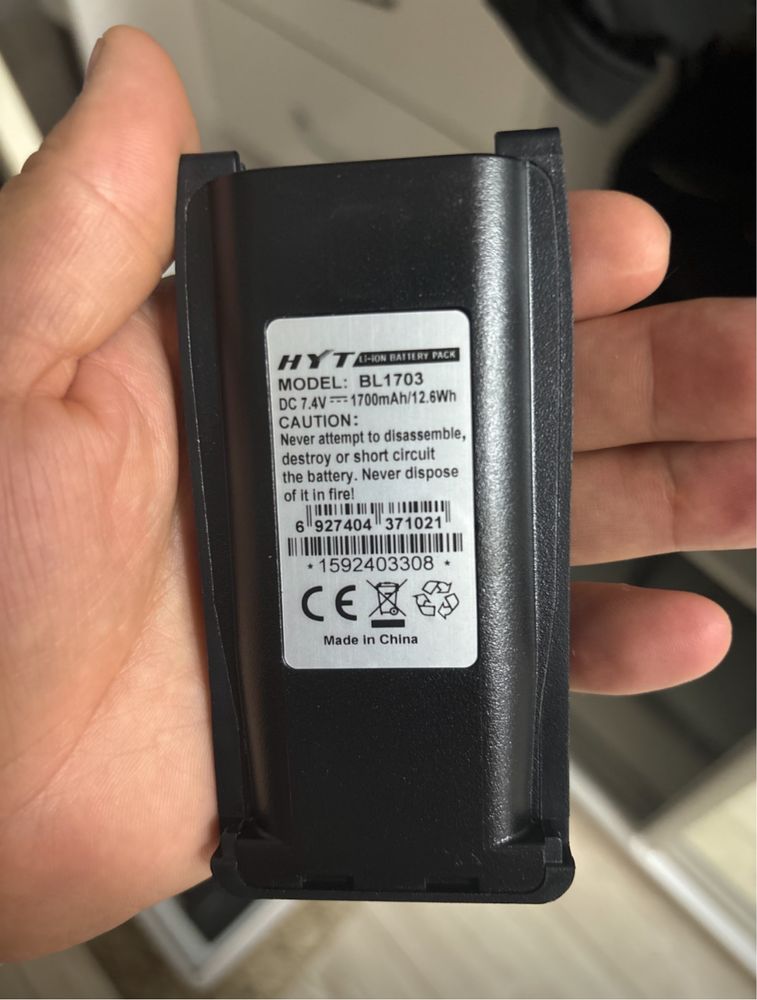 HYT LI-ION BATTERY PACK
MODEL: BL1703
DC 7.4V ⎓ 1700mAh/12.6Wh
CAUTION:
Never attempt to disassemble,
destroy or short circuit
the battery. Never dispose
of it in fire!
6 927404 371021
*1592403308*
CE
Made in China